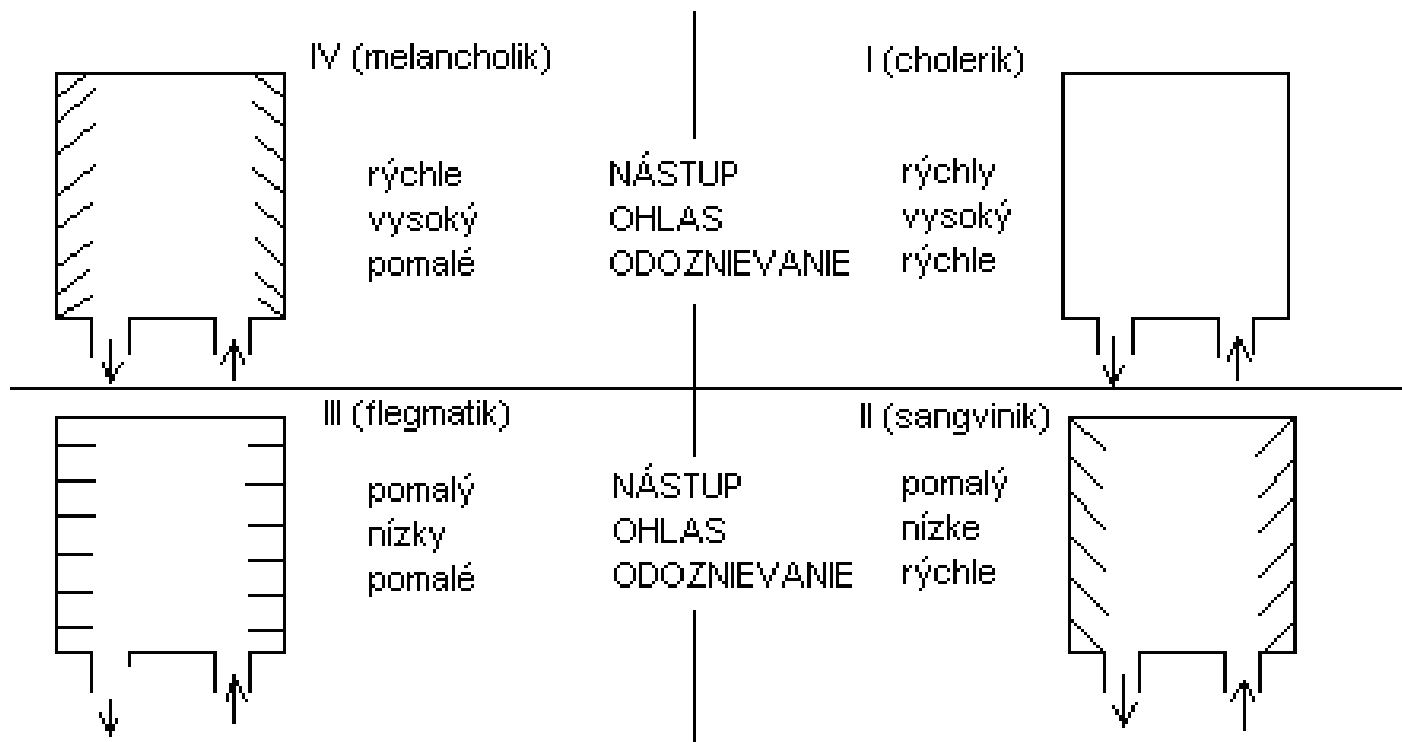 IV (melancholik)
I (cholerik)
rýchle NÁSTUP rýchly
vysoký OHLAS vysoký
pomalé ODOZNIEVANIE rýchle
III (flegmatik)
II (sangvinik)
pomalý NÁSTUP pomalý
nízky OHLAS nízke
pomalé ODOZNIEVANIE rýchle